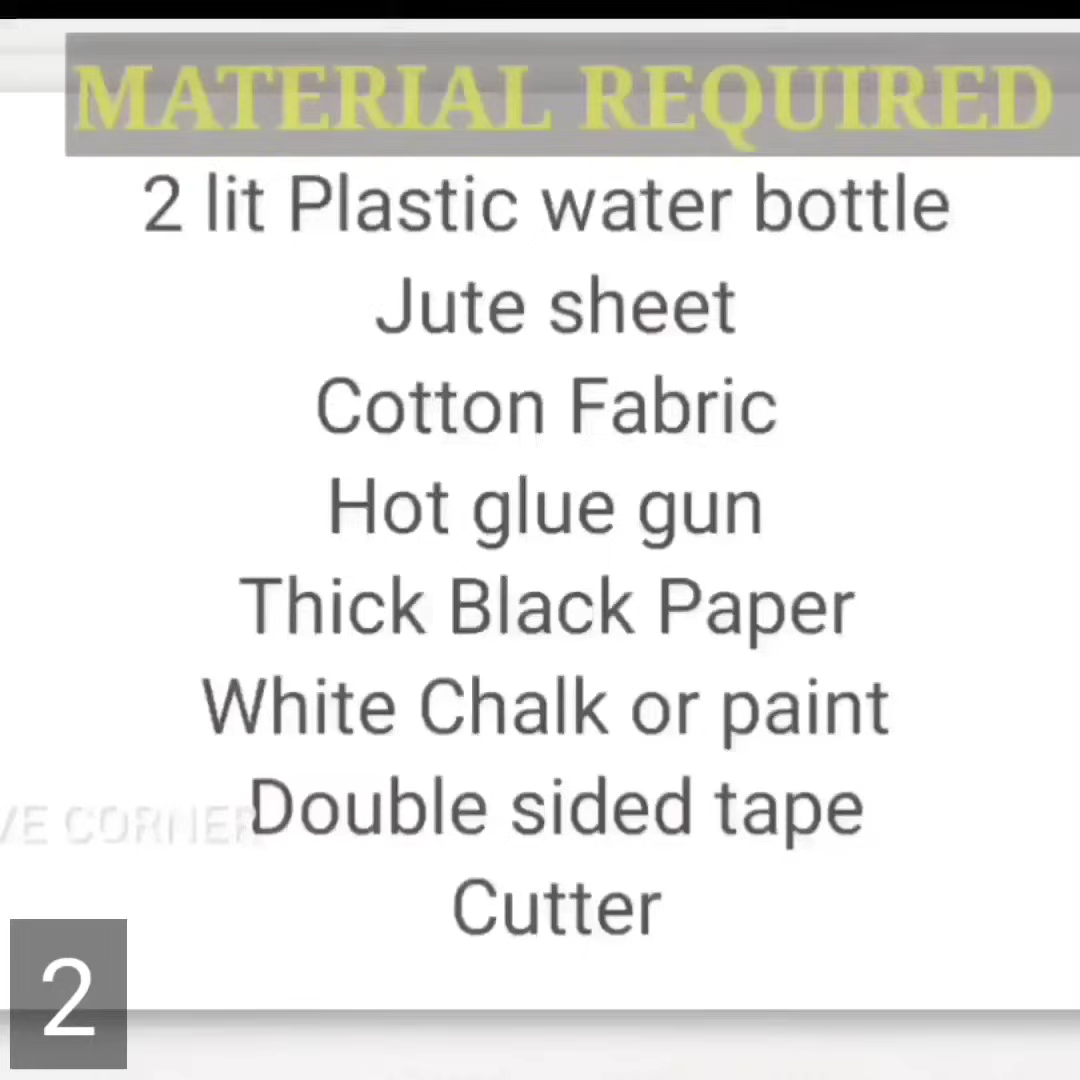 MATERIAL REQUIRED
2 lit Plastic water bottle
Jute sheet
Cotton Fabric
Hot glue gun
Thick Black Paper
White Chalk or paint
Double sided tape
CORNER
Cutter
2